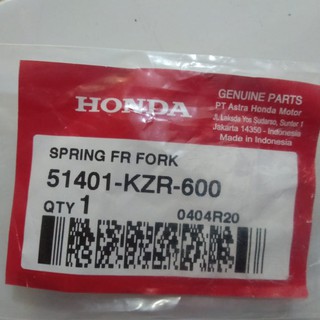 HONDA
GENUINE PARTS
PT Astra Honda Motor
Jl. Laksda Yos Sudarso, Sunter 1
Jakarta 14350 - Indonesia
Made in Indonesia
SPRING FR FORK
51401-KZR-600
QTY 1
0404R20